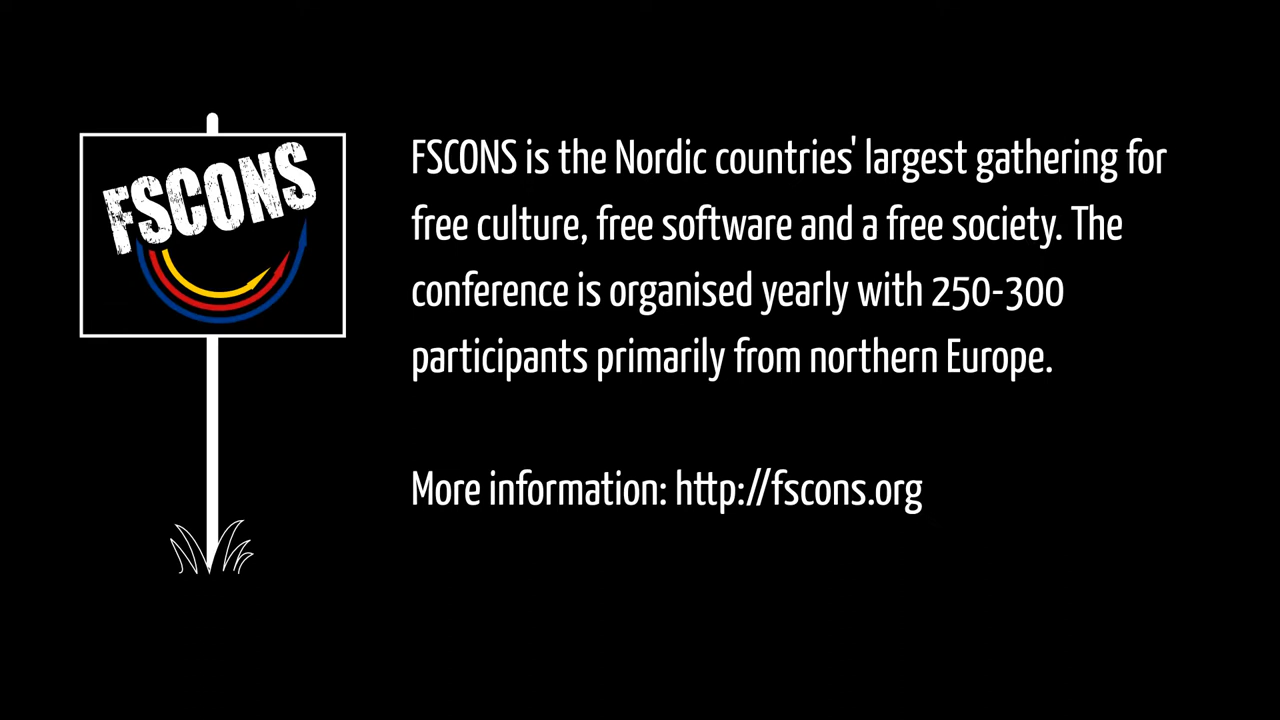 FSCONS
FSCONS is the Nordic countries' largest gathering for
free culture, free software and a free society. The
conference is organised yearly with 250-300
participants primarily from northern Europe.
More information: http://fscons.org